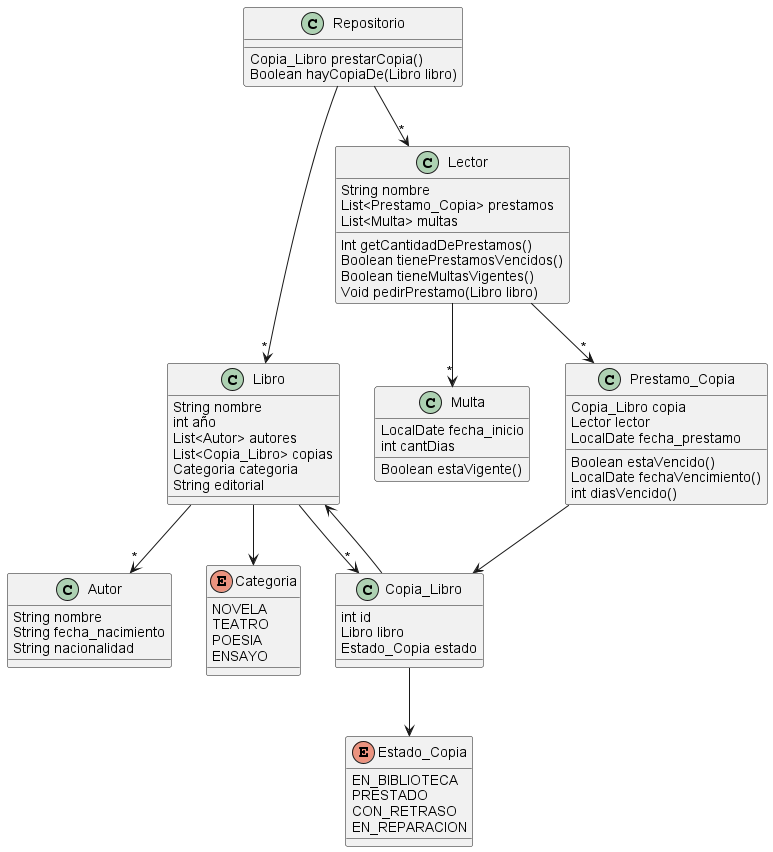 C Repositorio
Copia_Libro prestarCopia()
Boolean hayCopiaDe(Libro libro)
*
C Lector
String nombre
List<Prestamo_Copia> prestamos
List<Multa> multas
Int getCantidadDePrestamos()
Boolean tienePrestamosVencidos()
Boolean tieneMultasVigentes()
Void pedirPrestamo(Libro libro)
*
*
*
C Libro
String nombre
int año
List<Autor> autores
List<Copia_Libro> copias
Categoria categoria
String editorial
C Multa
LocalDate fecha_inicio
int cantDias
Boolean estaVigente()
C Prestamo_Copia
Copia_Libro copia
Lector lector
LocalDate fecha_prestamo
Boolean estaVencido()
LocalDate fechaVencimiento()
int diasVencido()
*
*
C Autor
String nombre
String fecha_nacimiento
String nacionalidad
E Categoria
NOVELA
TEATRO
POESIA
ENSAYO
C Copia_Libro
int id
Libro libro
Estado_Copia estado
E Estado_Copia
EN_BIBLIOTECA
PRESTADO
CON_RETRASO
EN_REPARACION